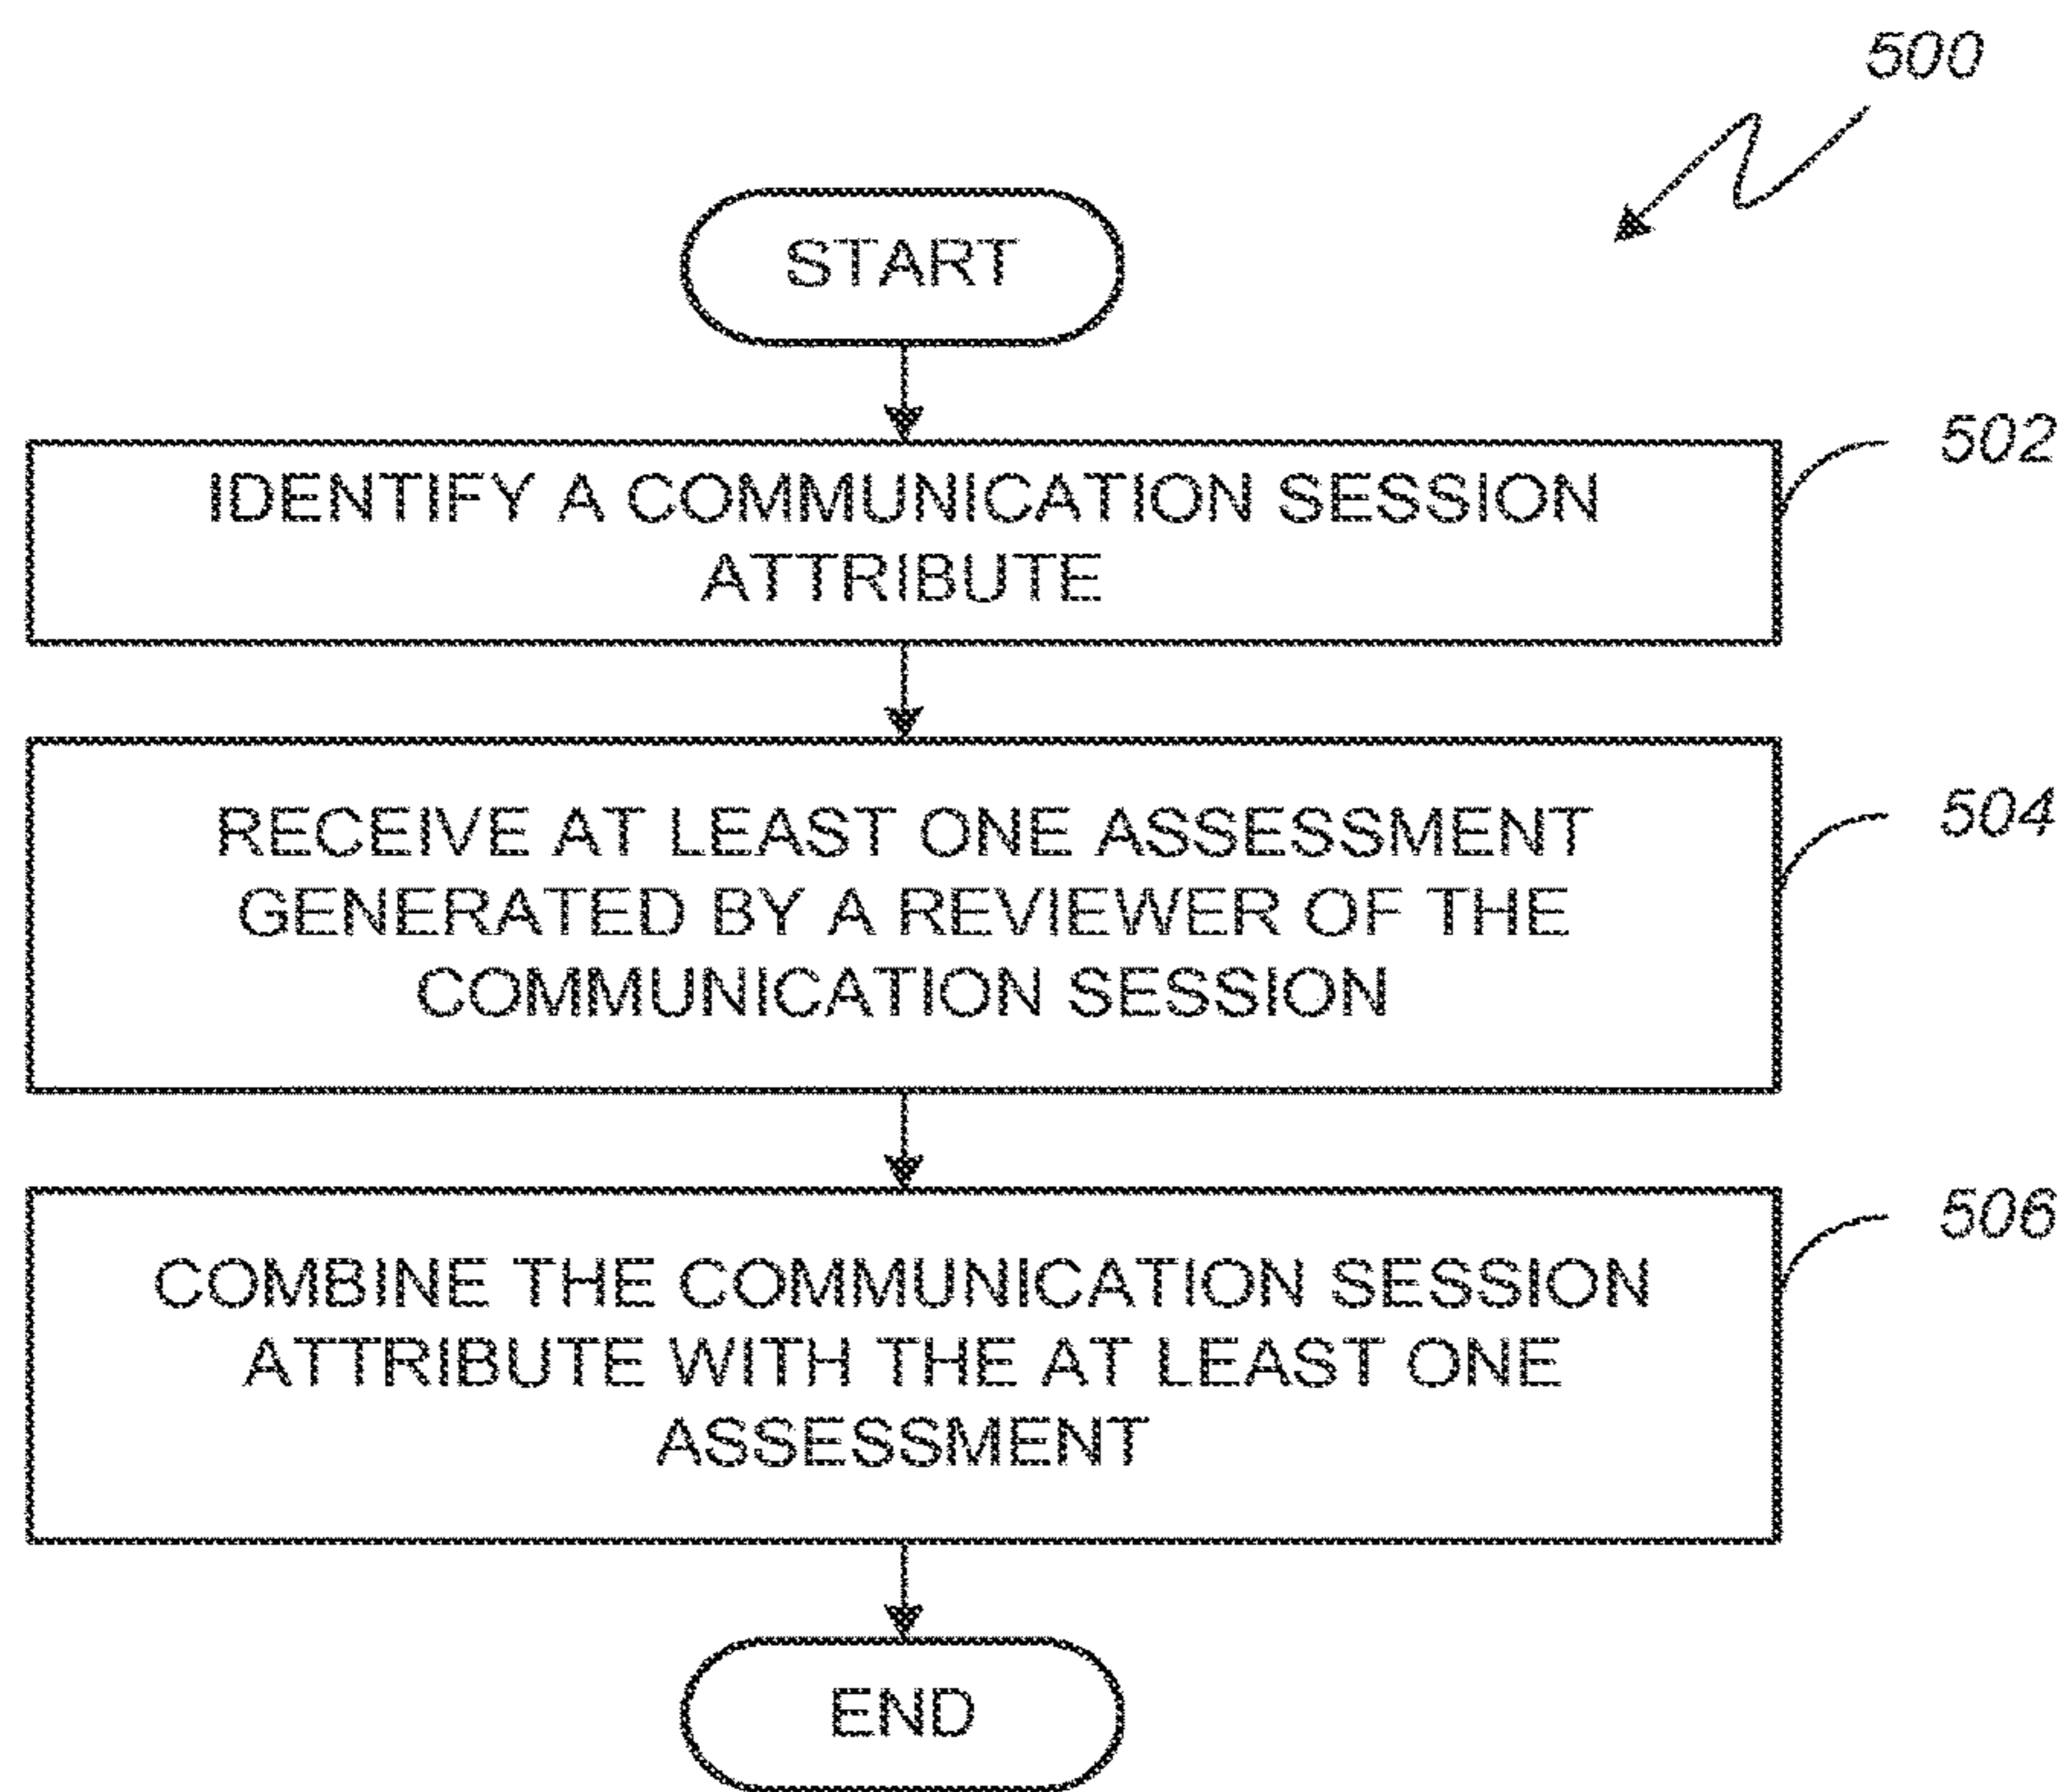 500
START
502
IDENTIFY A COMMUNICATION SESSION
ATTRIBUTE
504
RECEIVE AT LEAST ONE ASSESSMENT
GENERATED BY A REVIEWER OF THE
COMMUNICATION SESSION
506
COMBINE THE COMMUNICATION SESSION
ATTRIBUTE WITH THE AT LEAST ONE
ASSESSMENT
END